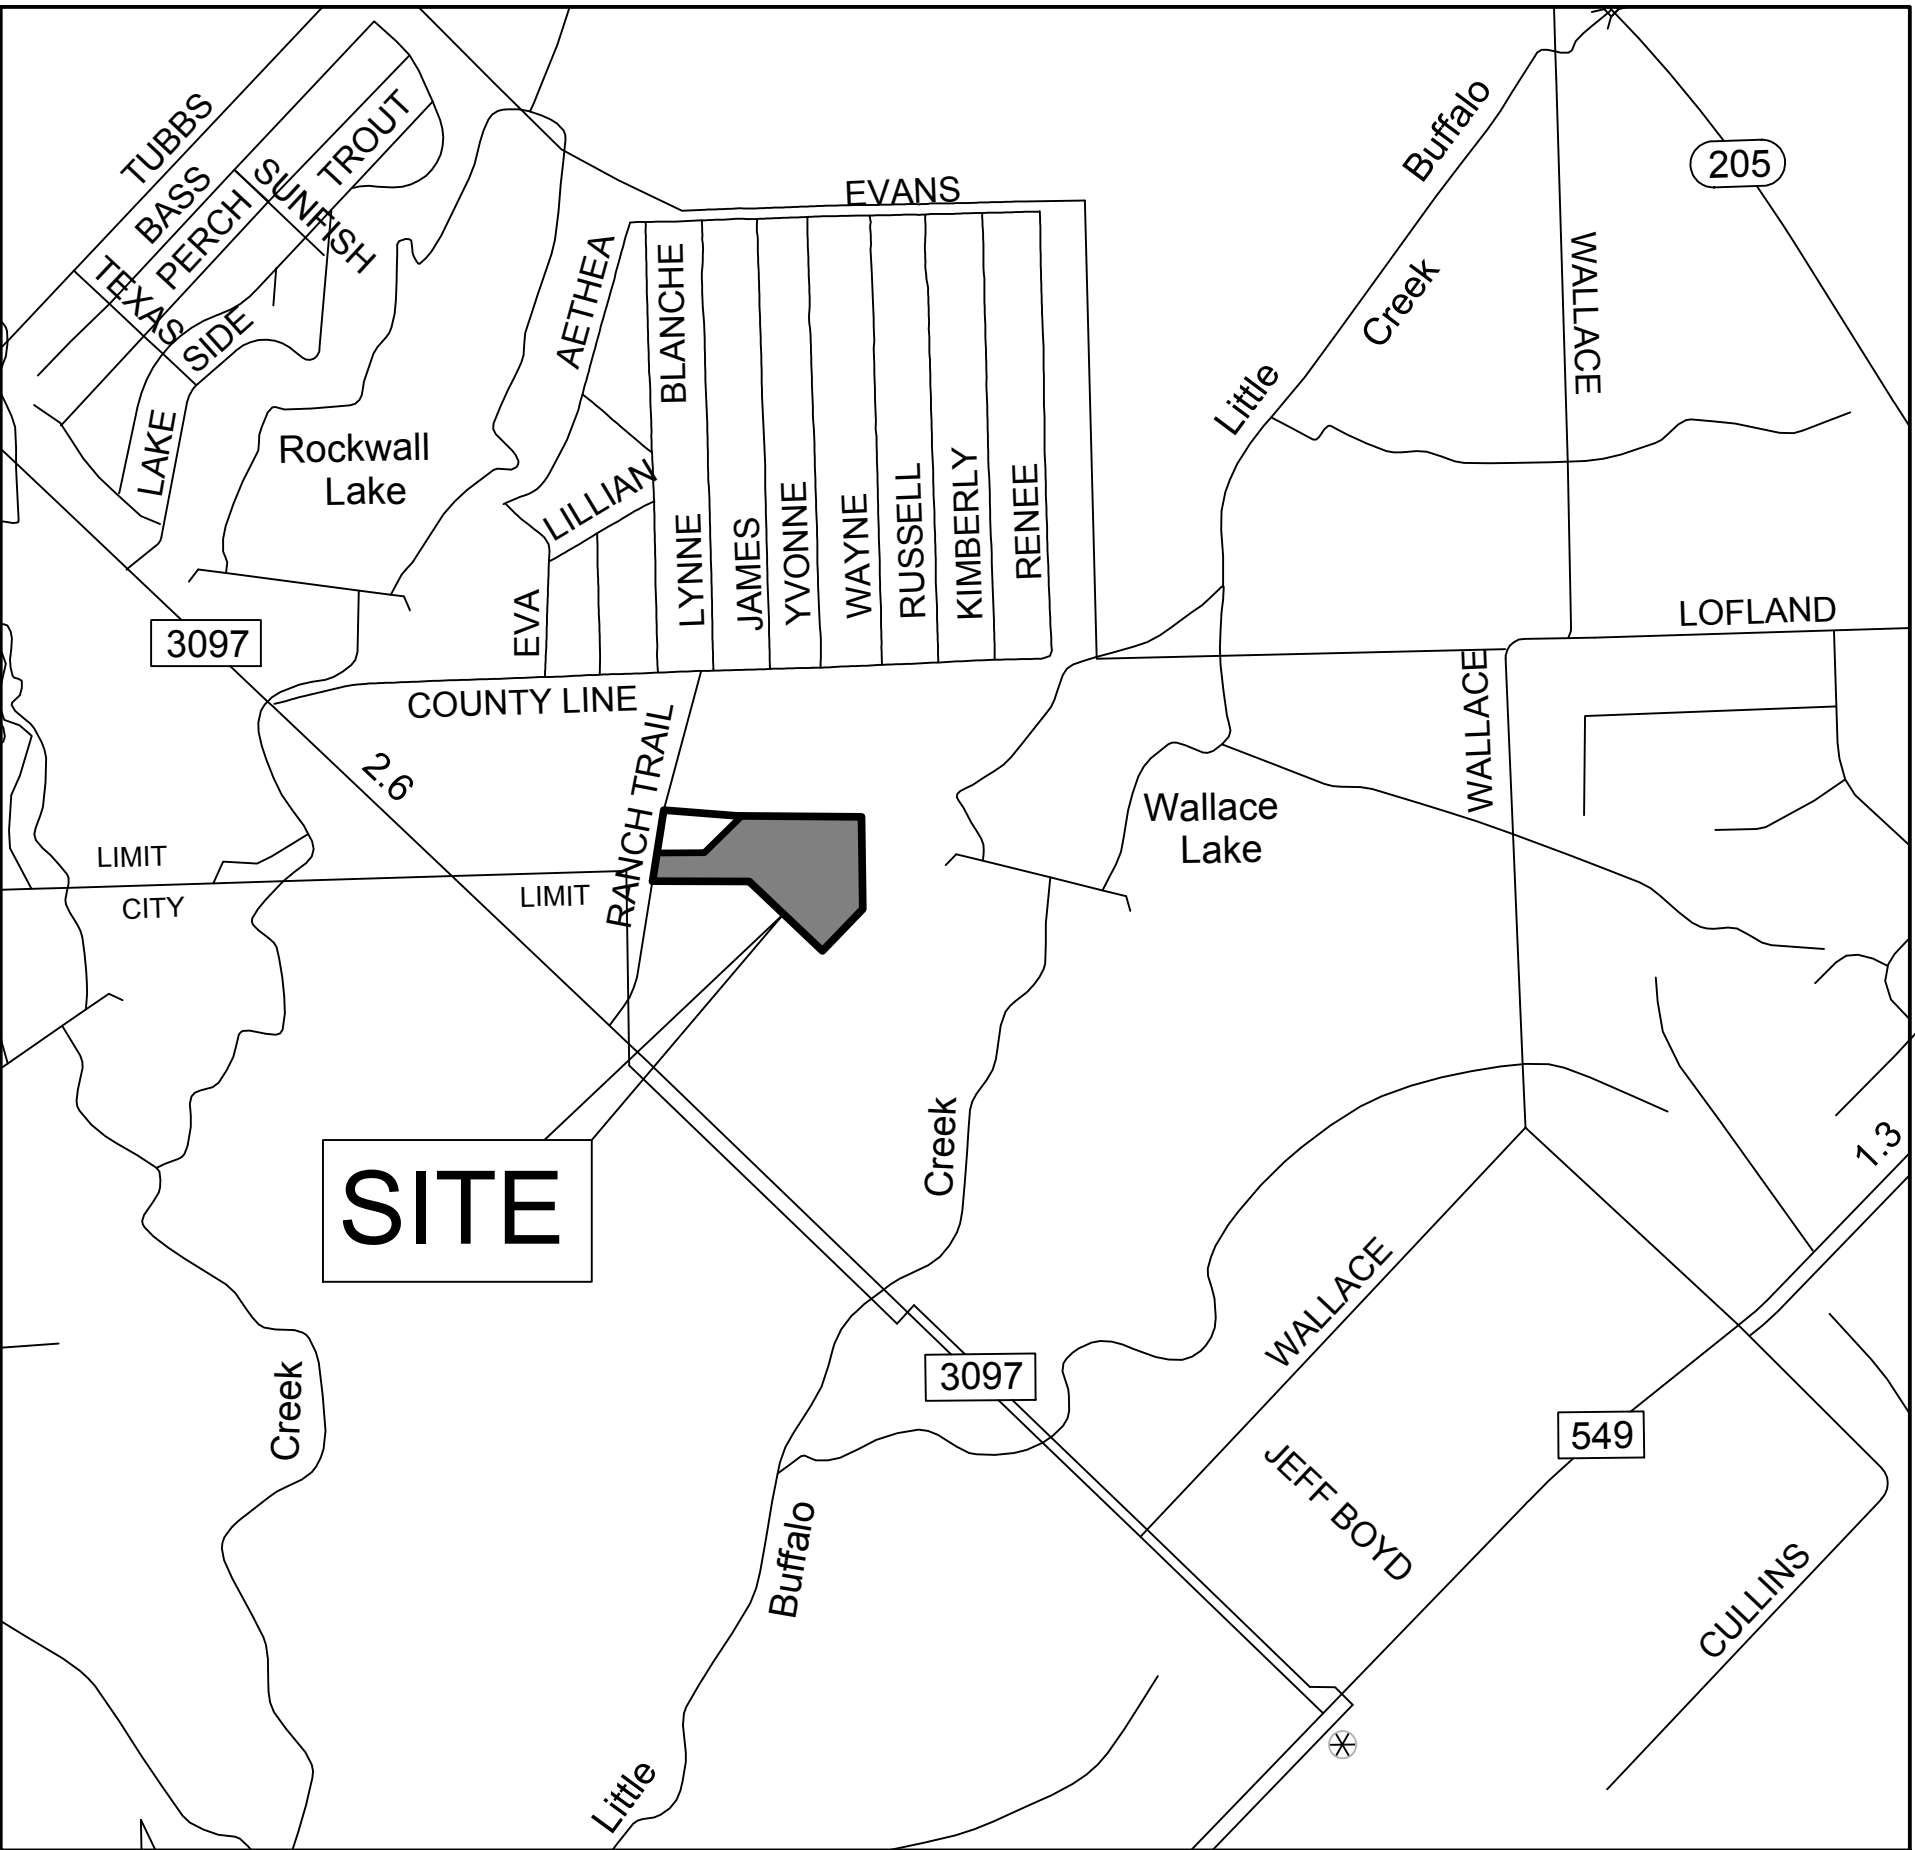 TUBBS
BASS
PERCH
SUNFISH
TROUT
TEXAS
SIDE
LAKE
Rockwall
Lake
EVANS
AETHEA
BLANCHE
LILLIAN
EVA
LYNNE
JAMES
YVONNE
WAYNE
RUSSELL
KIMBERLY
RENEE
Buffalo
Creek
Little
205
WALLACE
LOFLAND
3097
COUNTY LINE
2.6
RANCH TRAIL
WALLACE
Wallace
Lake
LIMIT
CITY
LIMIT
SITE
Creek
1.3
WALLACE
3097
549
JEFF BOYD
Creek
Buffalo
CULLINS
Little